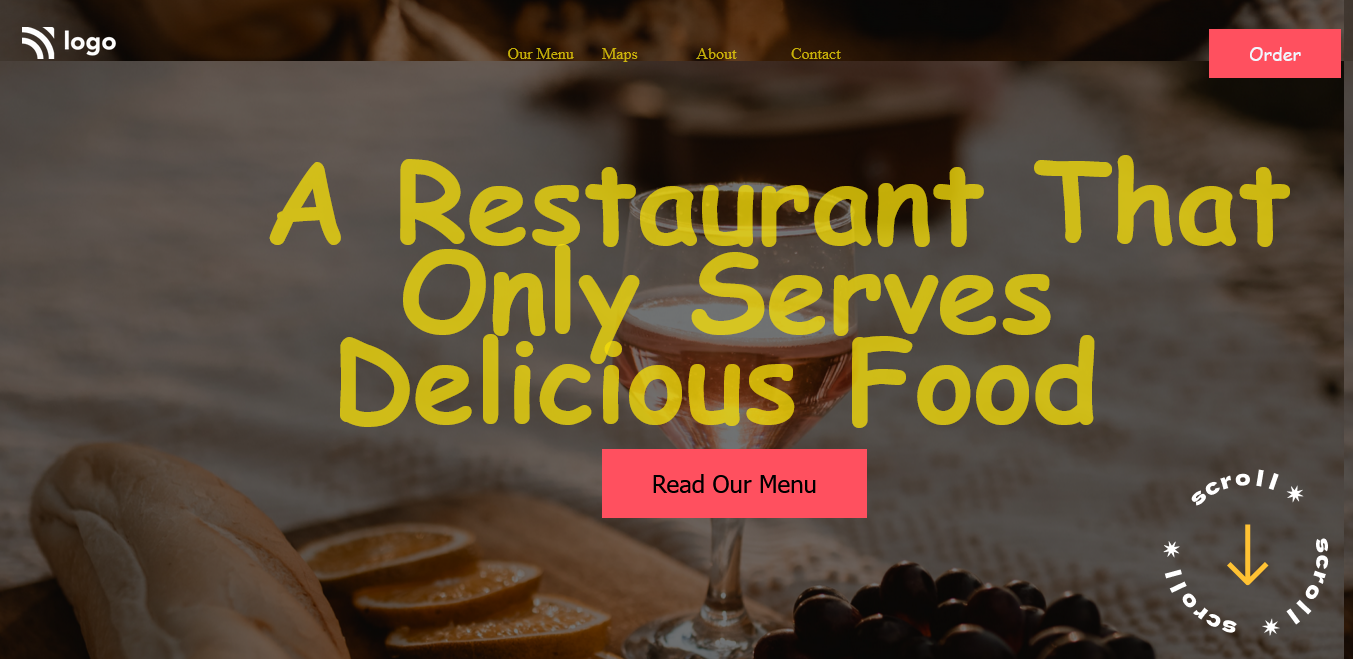 logo
Our Menu Maps About Contact
Order
A Restaurant That
Only Serves
Delicious Food
Read Our Menu
scroll
scroll
scroll